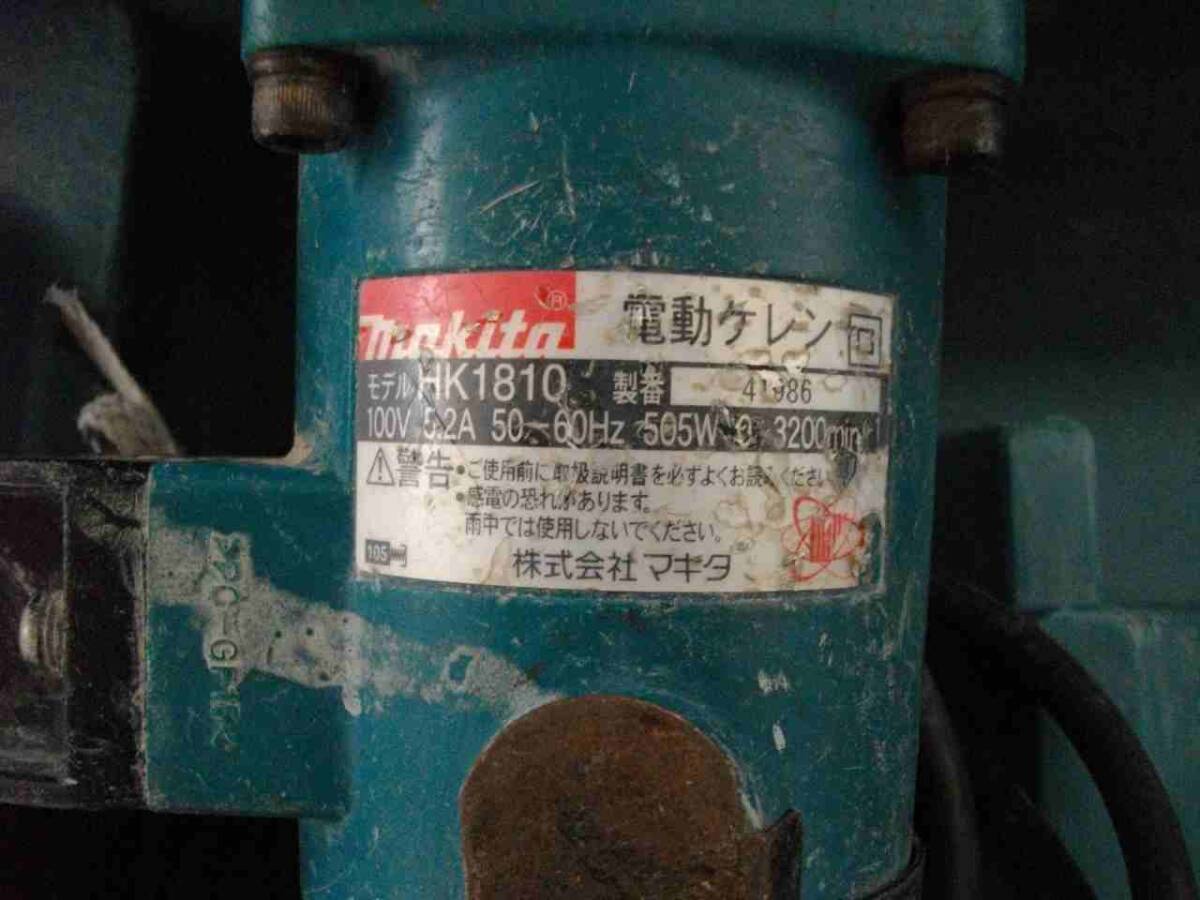 makita ®
電動ケレン
モデル HK1810 製番 41986
100V 5.2A 50-60Hz 505W 3200min
警告 ・ご使用前に取扱説明書を必ずよくお読みください
・感電の恐れがあります。
雨中では使用しないでください。
105
株式会社 マキタ